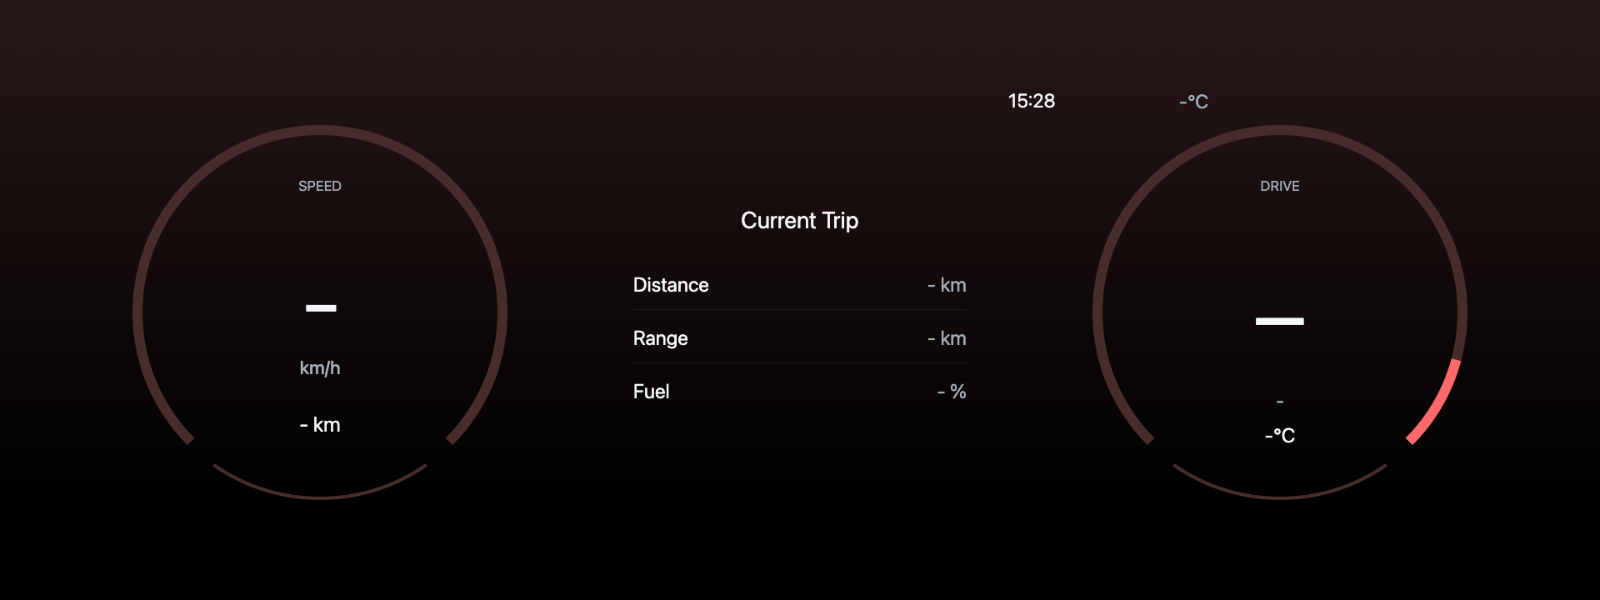 15:28
-°C
SPEED
–
km/h
- km
Current Trip
Distance - km
Range - km
Fuel - %
DRIVE
—
-
-°C